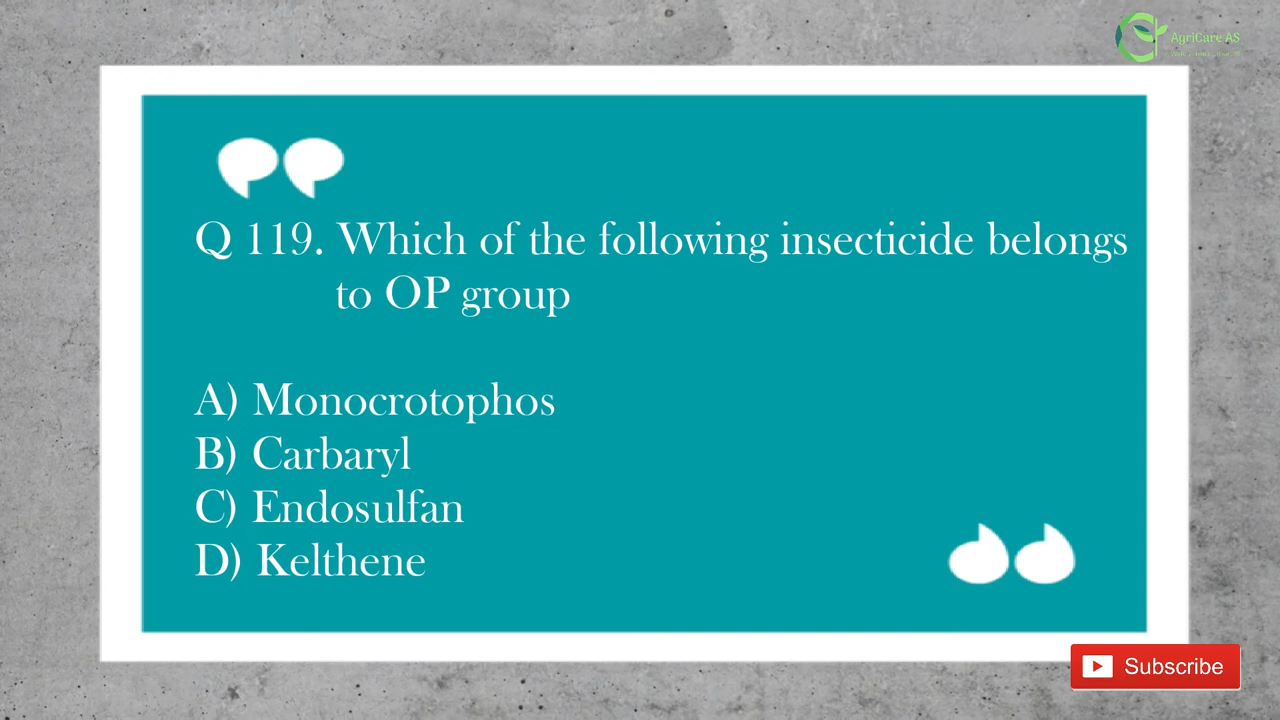 AgriCare AS
Q 119. Which of the following insecticide belongs
to OP group
A) Monocrotophos
B) Carbaryl
C) Endosulfan
D) Kelthene
Subscribe